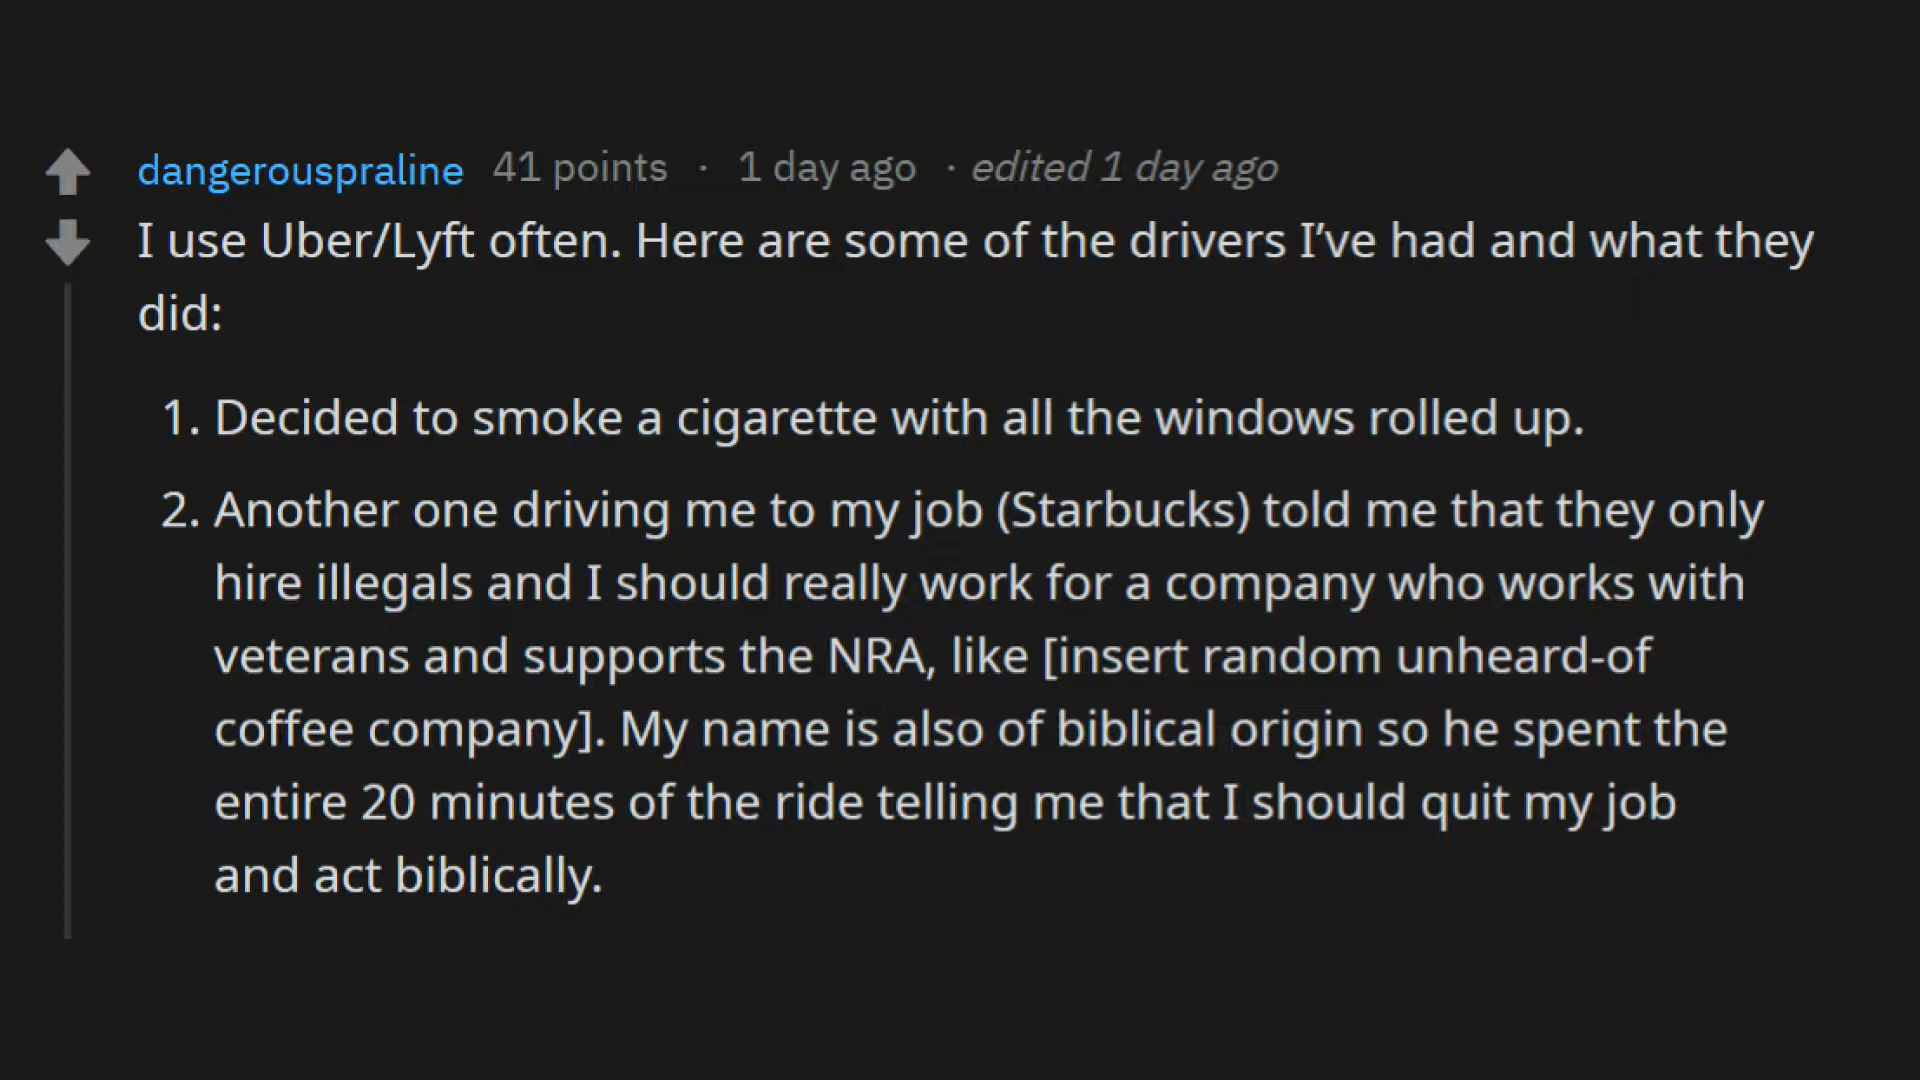 dangerouspraline 41 points · 1 day ago · edited 1 day ago
I use Uber/Lyft often. Here are some of the drivers I’ve had and what they
did:
1. Decided to smoke a cigarette with all the windows rolled up.
2. Another one driving me to my job (Starbucks) told me that they only
hire illegals and I should really work for a company who works with
veterans and supports the NRA, like [insert random unheard-of
coffee company]. My name is also of biblical origin so he spent the
entire 20 minutes of the ride telling me that I should quit my job
and act biblically.